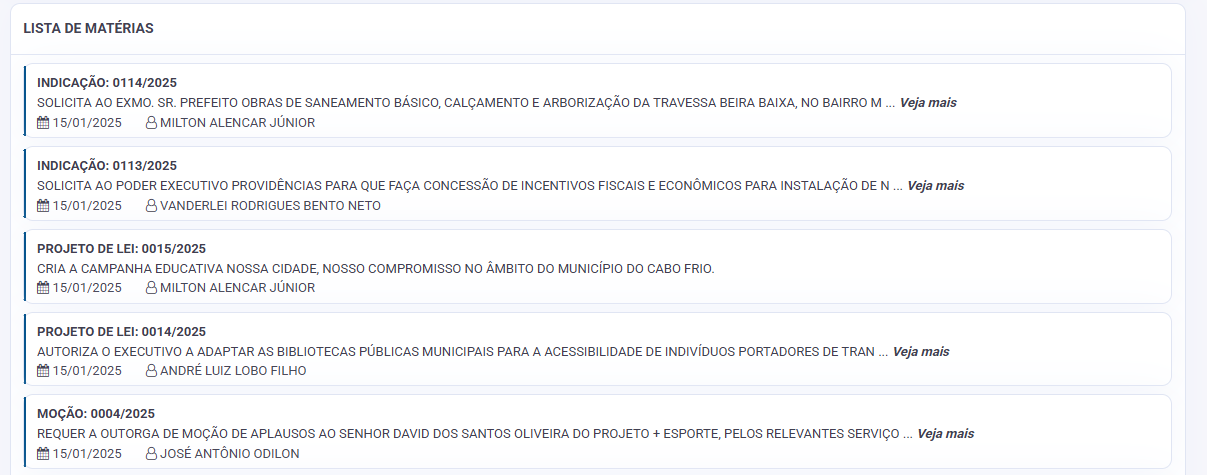 LISTA DE MATÉRIAS
INDICAÇÃO: 0114/2025
SOLICITA AO EXMO. SR. PREFEITO OBRAS DE SANEAMENTO BÁSICO, CALÇAMENTO E ARBORIZAÇÃO DA TRAVESSA BEIRA BAIXA, NO BAIRRO M ... Veja mais
15/01/2025 MILTON ALENCAR JÚNIOR
INDICAÇÃO: 0113/2025
SOLICITA AO PODER EXECUTIVO PROVIDÊNCIAS PARA QUE FAÇA CONCESSÃO DE INCENTIVOS FISCAIS E ECONÔMICOS PARA INSTALAÇÃO DE N ... Veja mais
15/01/2025 VANDERLEI RODRIGUES BENTO NETO
PROJETO DE LEI: 0015/2025
CRIA A CAMPANHA EDUCATIVA NOSSA CIDADE, NOSSO COMPROMISSO NO ÂMBITO DO MUNICÍPIO DO CABO FRIO.
15/01/2025 MILTON ALENCAR JÚNIOR
PROJETO DE LEI: 0014/2025
AUTORIZA O EXECUTIVO A ADAPTAR AS BIBLIOTECAS PÚBLICAS MUNICIPAIS PARA A ACESSIBILIDADE DE INDIVÍDUOS PORTADORES DE TRAN ... Veja mais
15/01/2025 ANDRÉ LUIZ LOBO FILHO
MOÇÃO: 0004/2025
REQUER A OUTORGA DE MOÇÃO DE APLAUSOS AO SENHOR DAVID DOS SANTOS OLIVEIRA DO PROJETO + ESPORTE, PELOS RELEVANTES SERVIÇO ... Veja mais
15/01/2025 JOSÉ ANTÔNIO ODILON